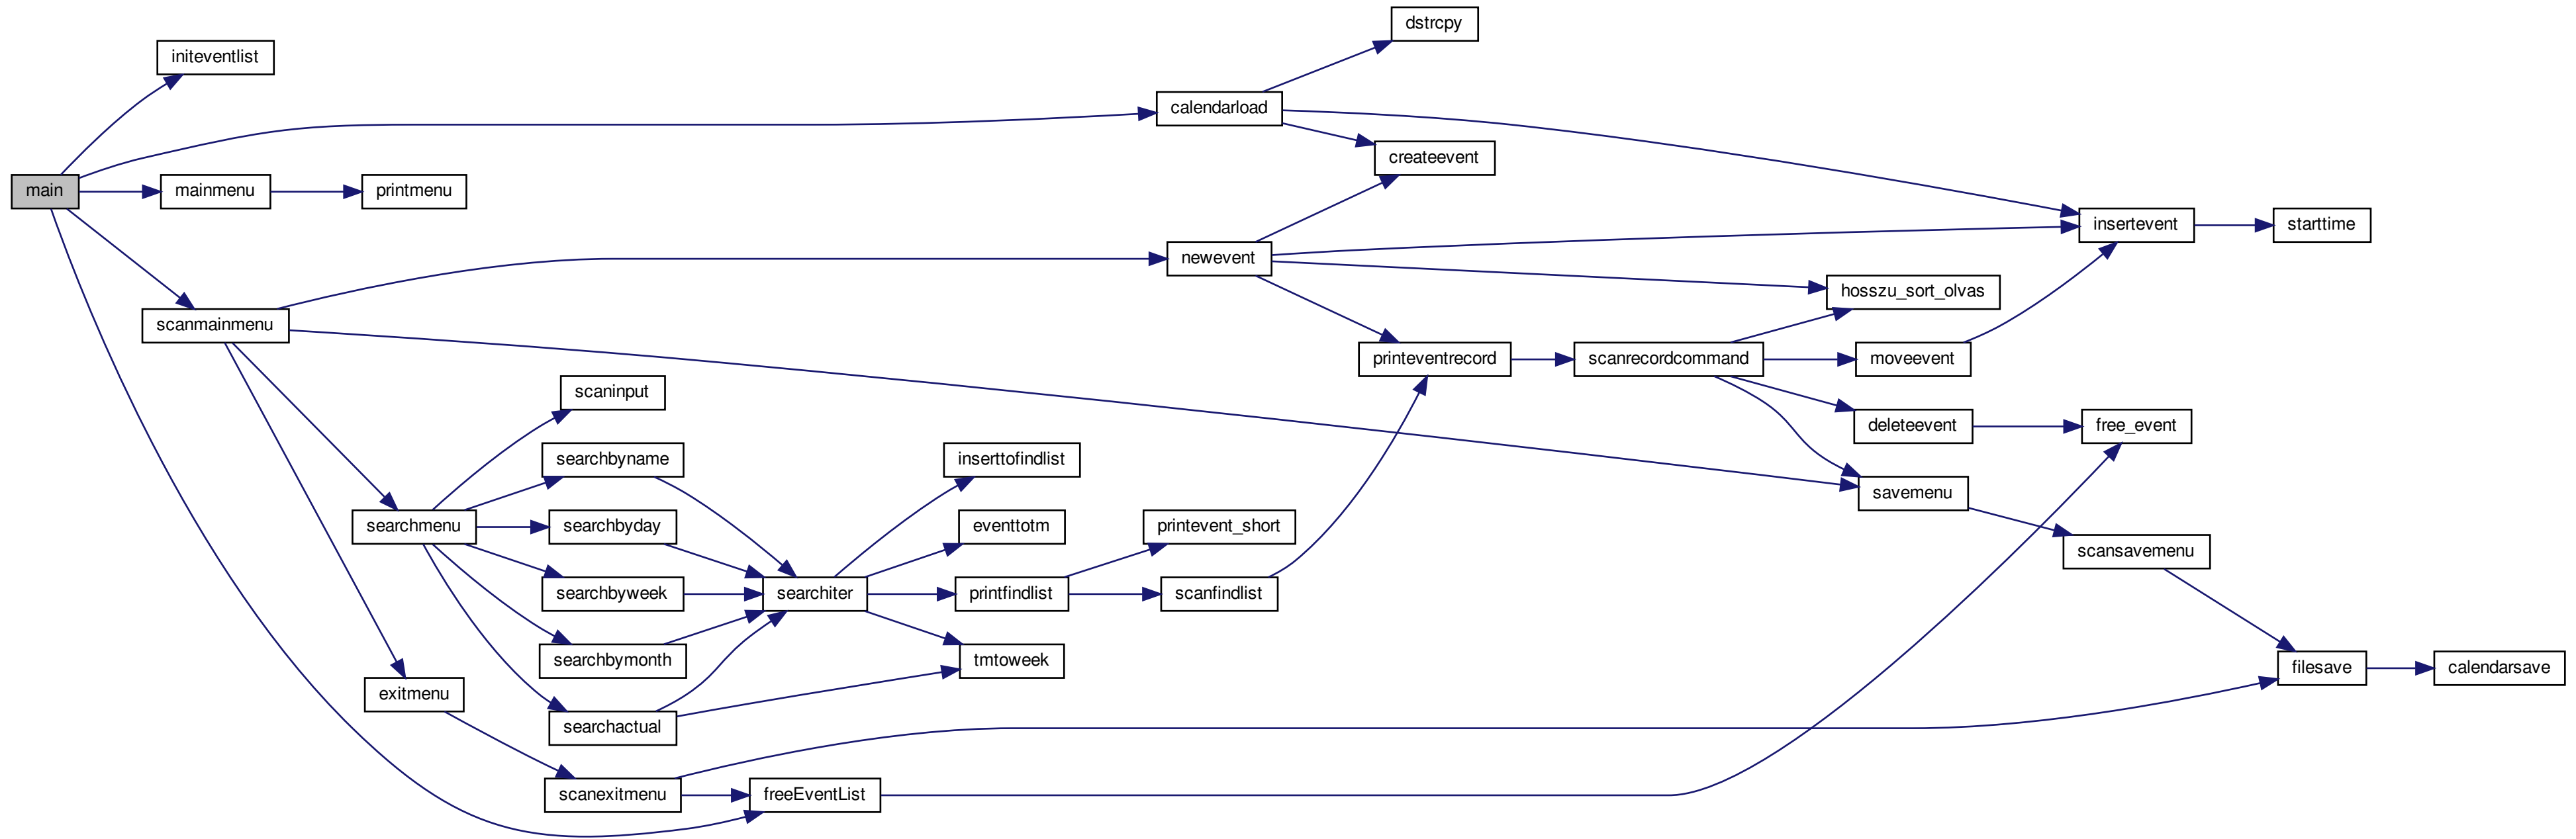 main
initeventlist
mainmenu
printmenu
scanmainmenu
searchmenu
exitmenu
scaninput
searchbyname
searchbyday
searchbyweek
searchbymonth
searchactual
scanexitmenu
freeEventList
searchiter
inserttofindlist
eventtotm
printfindlist
tmtoweek
printevent_short
scanfindlist
calendarload
newevent
dstrcpy
createevent
printeventrecord
scanrecordcommand
hosszu_sort_olvas
moveevent
deleteevent
savemenu
insertevent
free_event
scansavemenu
starttime
filesave
calendarsave